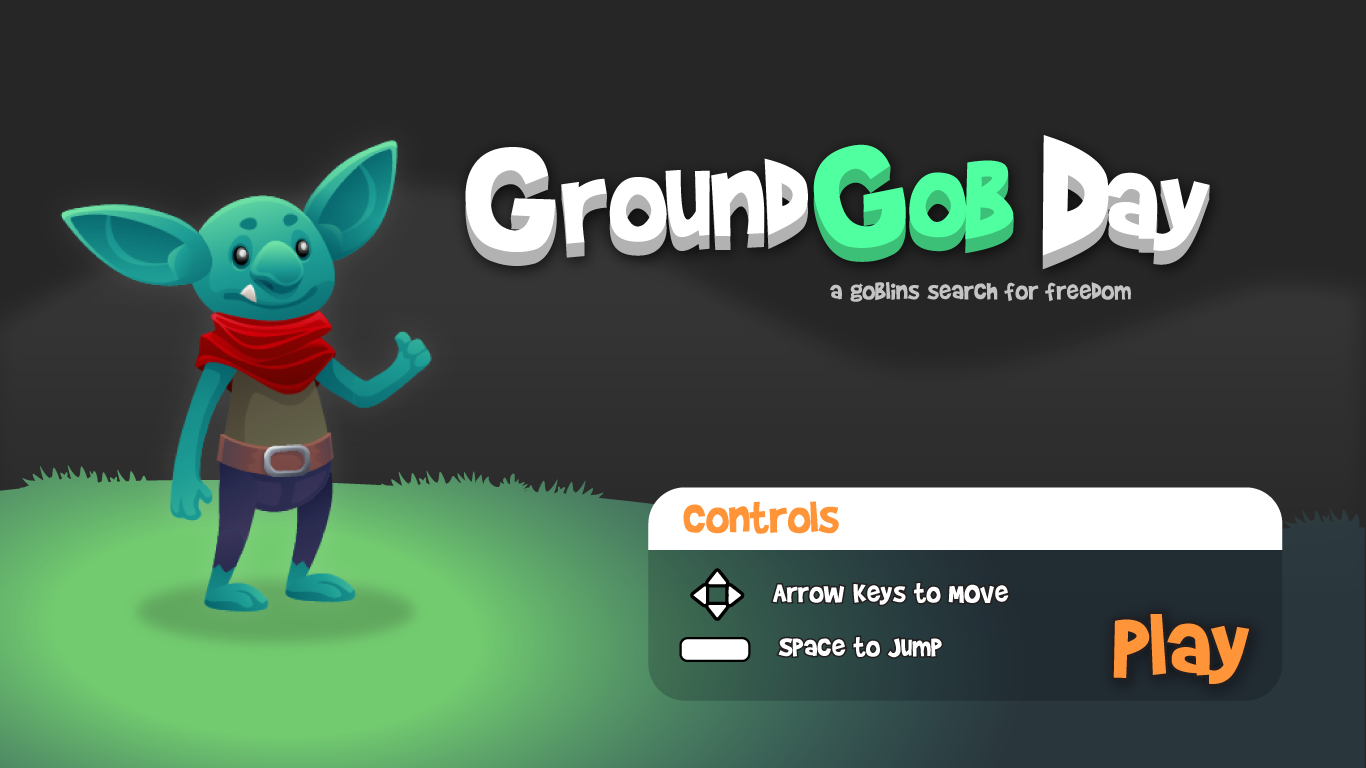 GroundGob Day
a goblins search for freedom
Controls
Arrow Keys to Move
Space to Jump
Play